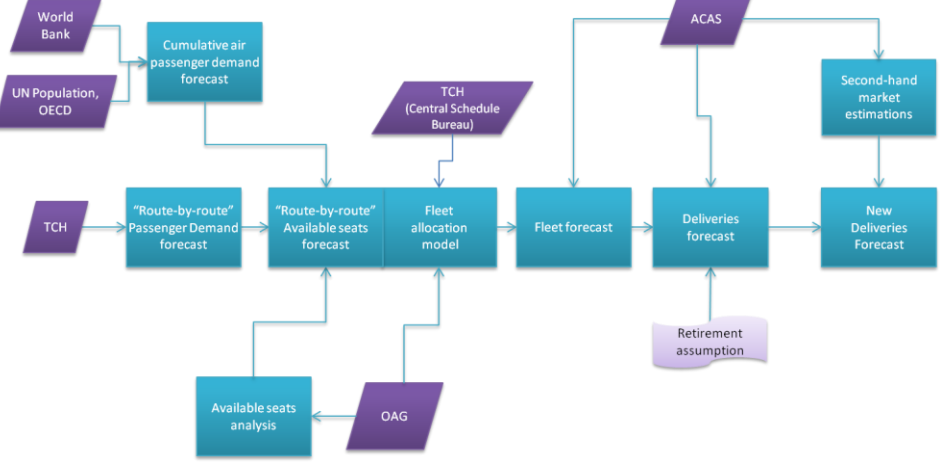 World
Bank
ACAS
Cumulative air
passenger demand
forecast
UN Population,
OECD
TCH
(Central Schedule
Bureau)
Second-hand
market
estimations
TCH
“Route-by-route”
Passenger Demand
forecast
“Route-by-route”
Available seats
forecast
Fleet
allocation
model
Fleet forecast
Deliveries
forecast
New
Deliveries
Forecast
Retirement
assumption
Available seats
analysis
OAG